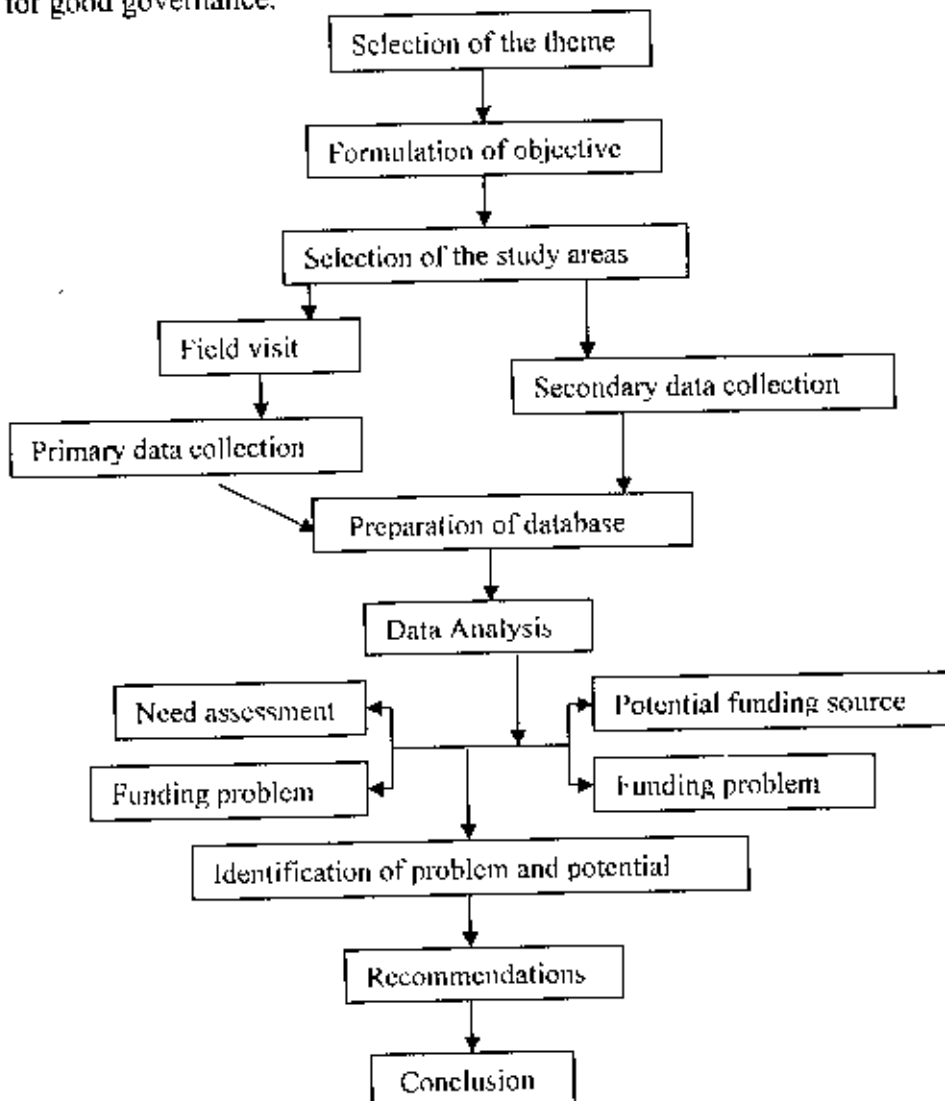 for good governance.
Selection of the theme
Formulation of objective
Selection of the study areas
Field visit
Secondary data collection
Primary data collection
Preparation of database
Data Analysis
Need assessment
Potential funding source
Funding problem
Funding problem
Identification of problem and potential
Recommendations
Conclusion